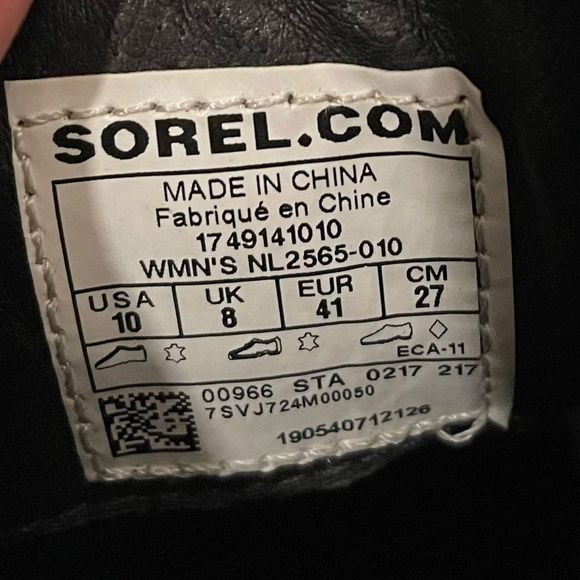 SOREL.COM
MADE IN CHINA
Fabriqué en Chine
1749141010
WMN'S NL2565-010
USA UK EUR CM
10 8 41 27
ECA-11
00966 STA 0217 217
7SVJ724M00050
190540712126